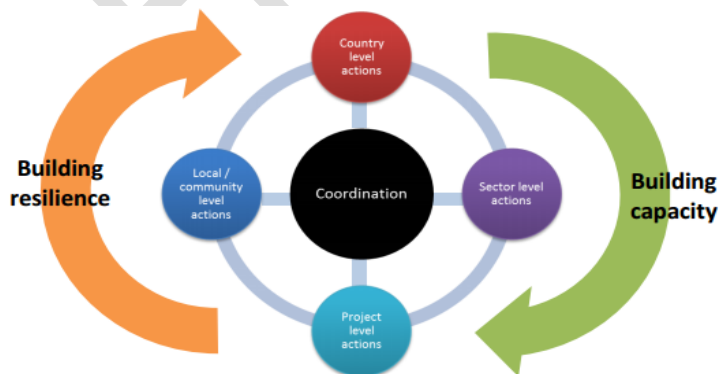 Country
level
actions
Building
resilience
Local /
community
level
actions
Coordination
Sector level
actions
Building
capacity
Project
level
actions